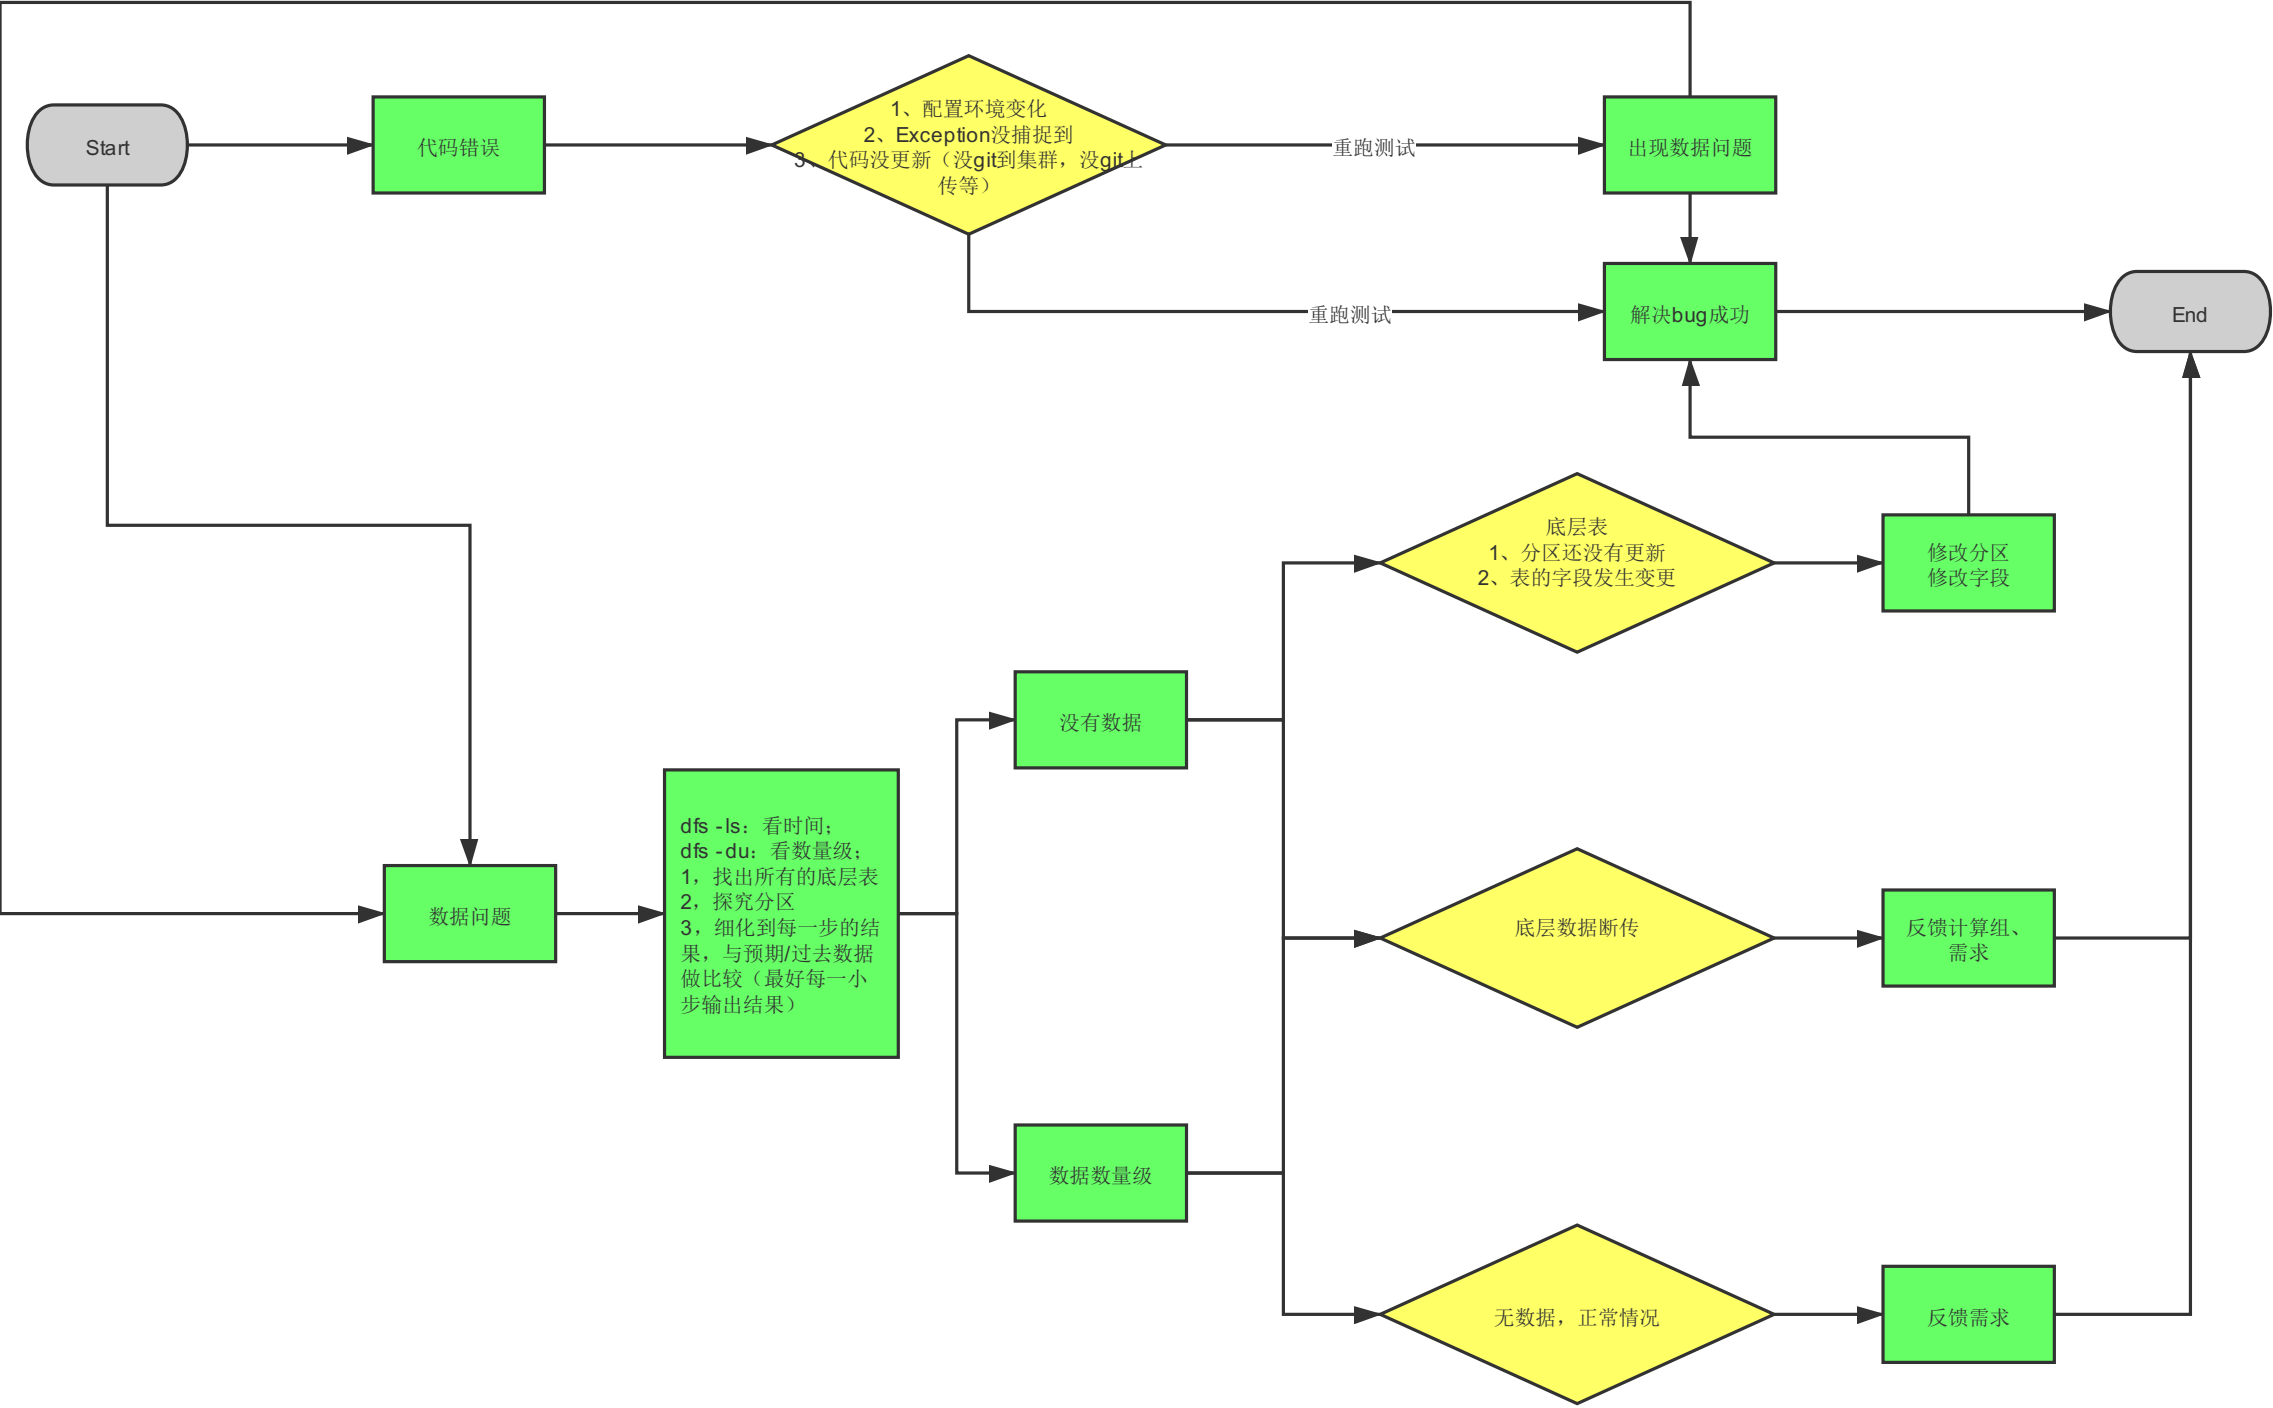 Start
代码错误
1、配置环境变化
2、Exception没捕捉到
3、代码没更新（没git到集群，没git上
传等）
重跑测试
出现数据问题
重跑测试
解决bug成功
End
底层表
1、分区还没有更新
2、表的字段发生变更
修改分区
修改字段
没有数据
dfs -ls：看时间；
dfs -du：看数量级；
1，找出所有的底层表
2，探究分区
3，细化到每一步的结
果，与预期/过去数据
做比较（最好每一小
步输出结果）
数据问题
底层数据断传
反馈计算组、
需求
数据数量级
无数据，正常情况
反馈需求